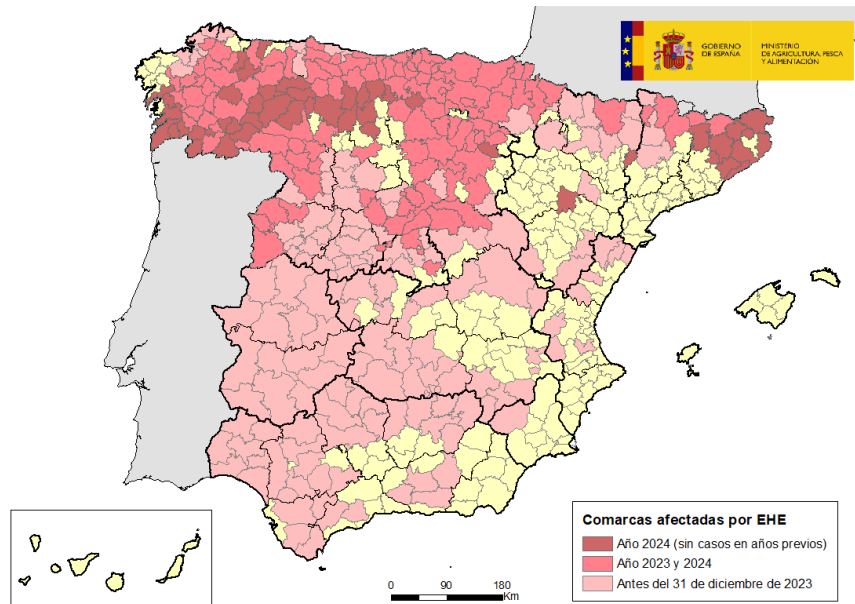 GOBIERNO
DE ESPAÑA
MINISTERIO
DE AGRICULTURA, PESCA
Y ALIMENTACIÓN
Comarcas afectadas por EHE
Año 2024 (sin casos en años previos)
Año 2023 y 2024
Antes del 31 de diciembre de 2023
0 90 180
Km